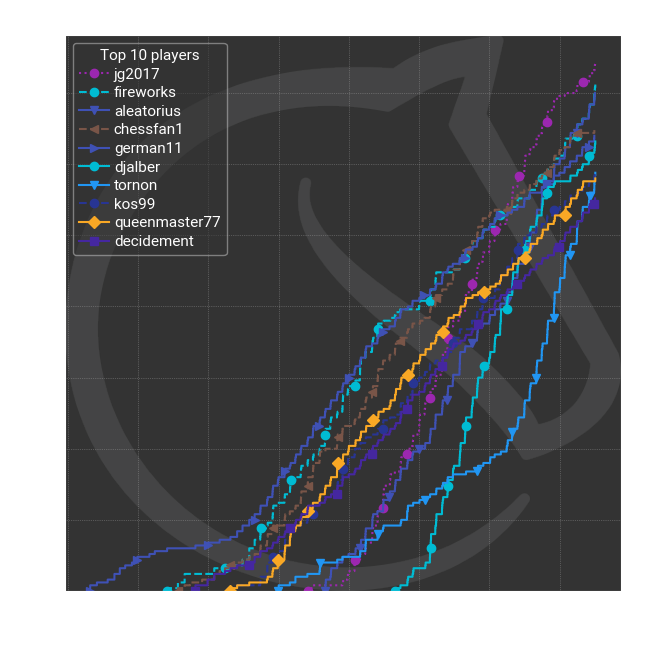 Top 10 players
jg2017
fireworks
aleatorius
chessfan1
german11
djalber
tornon
kos99
queenmaster77
decidement